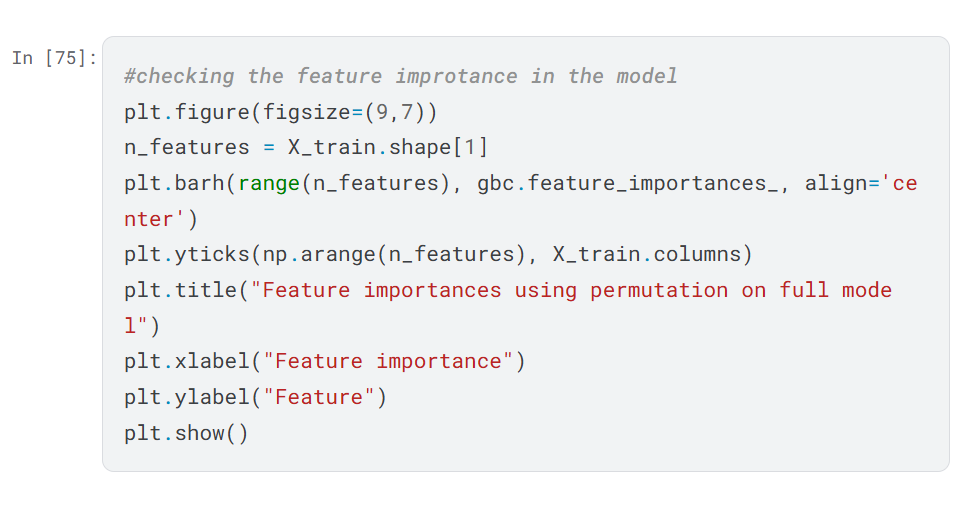 In [75]:
#checking the feature improtance in the model
plt.figure(figsize=(9,7))
n_features = X_train.shape[1]
plt.barh(range(n_features), gbc.feature_importances_, align='ce
nter')
plt.yticks(np.arange(n_features), X_train.columns)
plt.title("Feature importances using permutation on full mode
l")
plt.xlabel("Feature importance")
plt.ylabel("Feature")
plt.show()